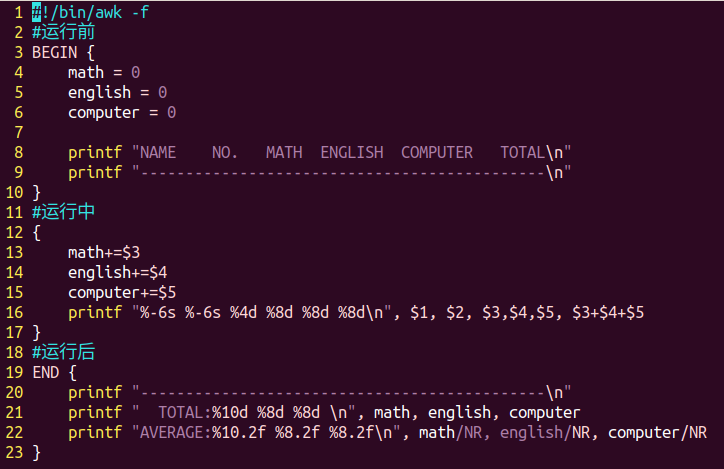 1 #!/bin/awk -f
2 #运行前
3 BEGIN {
4     math = 0
5     english = 0
6     computer = 0
7
8     printf "NAME    NO.   MATH  ENGLISH  COMPUTER   TOTAL\n"
9     printf "---------------------------------------------\n"
10 }
11 #运行中
12 {
13     math+=$3
14     english+=$4
15     computer+=$5
16     printf "%-6s %-6s %4d %8d %8d %8d\n", $1, $2, $3,$4,$5, $3+$4+$5
17 }
18 #运行后
19 END {
20     printf "---------------------------------------------\n"
21     printf "  TOTAL:%10d %8d %8d \n", math, english, computer
22     printf "AVERAGE:%10.2f %8.2f %8.2f\n", math/NR, english/NR, computer/NR
23 }